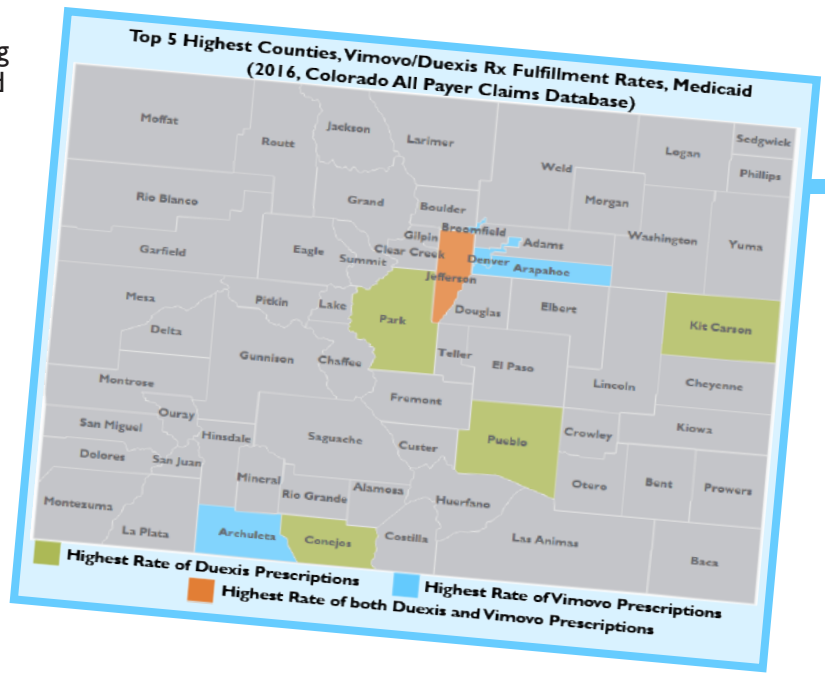 g
d
Top 5 Highest Counties, Vimovo/Duexis Rx Fulfillment Rates, Medicaid
(2016, Colorado All Payer Claims Database)
Moffat
Routt
Jackson
Larimer
Weld
Logan
Sedgwick
Phillips
Rio Blanco
Grand
Boulder
Morgan
Washington
Yuma
Broomfield
Gilpin
Adams
Clear Creek
Denver
Arapahoe
Garfield
Eagle
Summit
Jefferson
Mesa
Pitkin
Lake
Park
Douglas
Elbert
Kit Carson
Delta
Gunnison
Chaffee
Teller
El Paso
Lincoln
Cheyenne
Montrose
Fremont
Ouray
San Miguel
Hinsdale
Saguache
Custer
Pueblo
Crowley
Kiowa
Dolores
San Juan
Mineral
Rio Grande
Alamosa
Huerfano
Otero
Bent
Prowers
Montezuma
La Plata
Archuleta
Conejos
Costilla
Las Animas
Baca
Highest Rate of Duexis Prescriptions
Highest Rate of Vimovo Prescriptions
Highest Rate of both Duexis and Vimovo Prescriptions